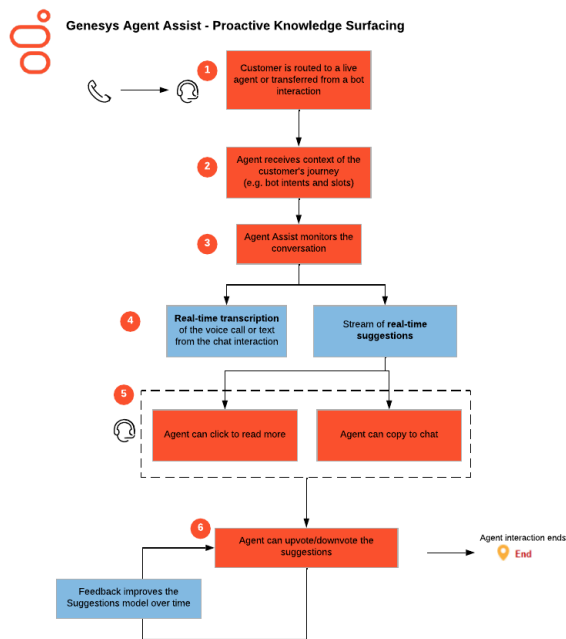 Genesys Agent Assist - Proactive Knowledge Surfacing
1
Customer is routed to a live
agent or transferred from a bot
interaction
2
Agent receives context of the
customer's journey
(e.g. bot intents and slots)
3
Agent Assist monitors the
conversation
4
Real-time transcription
of the voice call or text
from the chat interaction
Stream of real-time
suggestions
5
Agent can click to read more
Agent can copy to chat
6
Agent can upvote/downvote the
suggestions
Agent interaction ends
End
Feedback improves the
Suggestions model over time